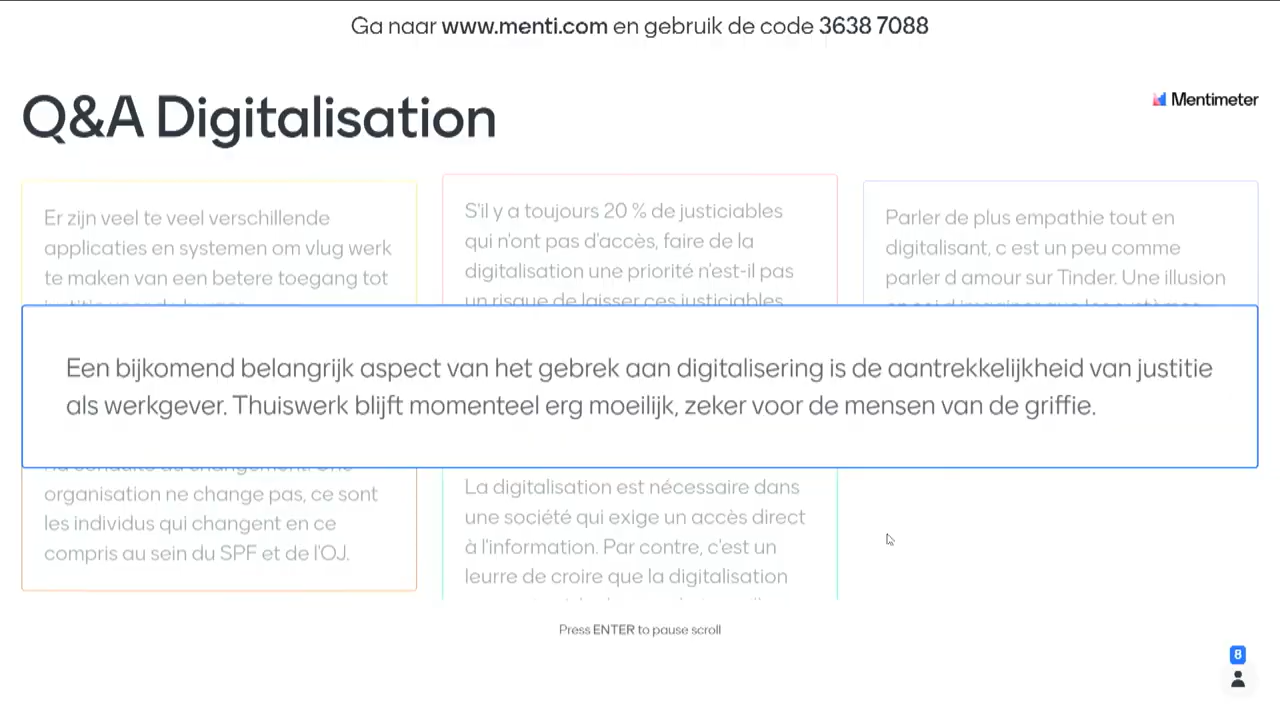 Ga naar www.menti.com en gebruik de code 3638 7088
Q&A Digitalisation
Mentimeter
Er zijn veel te veel verschillende
applicaties en systemen om vlug werk
te maken van een betere toegang tot
S'il y a toujours 20 % de justiciables
qui n'ont pas d'accès, faire de la
digitalisation une priorité n'est-il pas
un risque de laisser ces justiciables
Parler de plus empathie tout en
digitalisant, c est un peu comme
parler d amour sur Tinder. Une illusion
Een bijkomend belangrijk aspect van het gebrek aan digitalisering is de aantrekkelijkheid van justitie
als werkgever. Thuiswerk blijft momenteel erg moeilijk, zeker voor de mensen van de griffie.
organisation ne change pas, ce sont
les individus qui changent en ce
compris au sein du SPF et de l'OJ.
La digitalisation est nécessaire dans
une société qui exige un accès direct
à l'information. Par contre, c'est un
leurre de croire que la digitalisation
Press ENTER to pause scroll
8